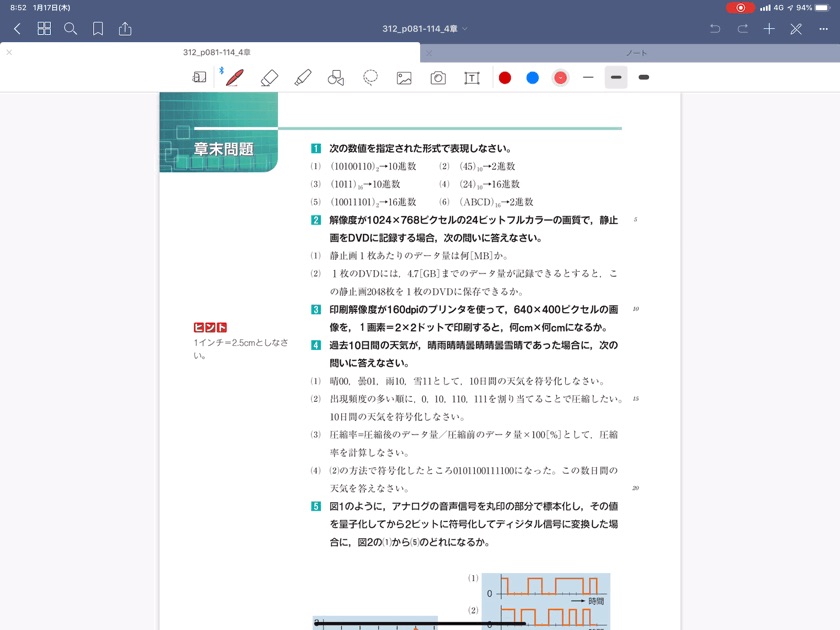 8:52 1月17日(木)
4G 94%
312_p081-114_4章
312_p081-114_4章
ノート
章末問題
1 次の数値を指定された形式で表現しなさい。
(1) (10100110)₂→10進数 (2) (45)₁₀→2進数
(3) (1011)₁₆→10進数 (4) (24)₁₀→16進数
(5) (10011101)₂→16進数 (6) (ABCD)₁₆→2進数
2 解像度が1024×768ピクセルの24ビットフルカラーの画質で，静止 5
画をDVDに記録する場合，次の問いに答えなさい。
(1) 静止画１枚あたりのデータ量は何[MB]か。
(2) １枚のDVDには，4.7[GB]までのデータ量が記録できるとすると，こ
の静止画2048枚を１枚のDVDに保存できるか。
3 印刷解像度が160dpiのプリンタを使って，640×400ピクセルの画 10
像を，１画素＝2×2ドットで印刷すると，何cm×何cmになるか。
ヒント
1インチ＝2.5cmとしなさ
い。
4 過去10日間の天気が，晴雨晴晴曇晴晴曇雪晴であった場合に，次の
問いに答えなさい。
(1) 晴00，曇01，雨10，雪11として，10日間の天気を符号化しなさい。
(2) 出現頻度の多い順に，0，10，110，111を割り当てることで圧縮したい。 15
10日間の天気を符号化しなさい。
(3) 圧縮率=圧縮後のデータ量／圧縮前のデータ量×100[%]として，圧縮
率を計算しなさい。
(4) (2)の方法で符号化したところ010110111100になった。この数日間の
天気を答えなさい。 20
5 図1のように，アナログの音声信号を丸印の部分で標本化し，その値
を量子化してから2ビットに符号化してディジタル信号に変換した場
合に，図2の(1)から(5)のどれになるか。
(1)
0
時間
(2)
0